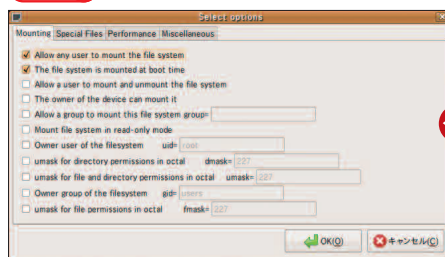 Select options
Mounting Special Files Performance Miscellaneous
Allow any user to mount the file system
The file system is mounted at boot time
Allow a user to mount and unmount the file system
The owner of the device can mount it
Allow a group to mount this file system group=
Mount file system in read-only mode
Owner user of the filesystem uid= root
umask for directory permissions in octal dmask= 227
umask for file and directory permissions in octal umask= 227
Owner group of the filesystem gid= users
umask for file permissions in octal fmask= 227
OK(O) キャンセル(C)